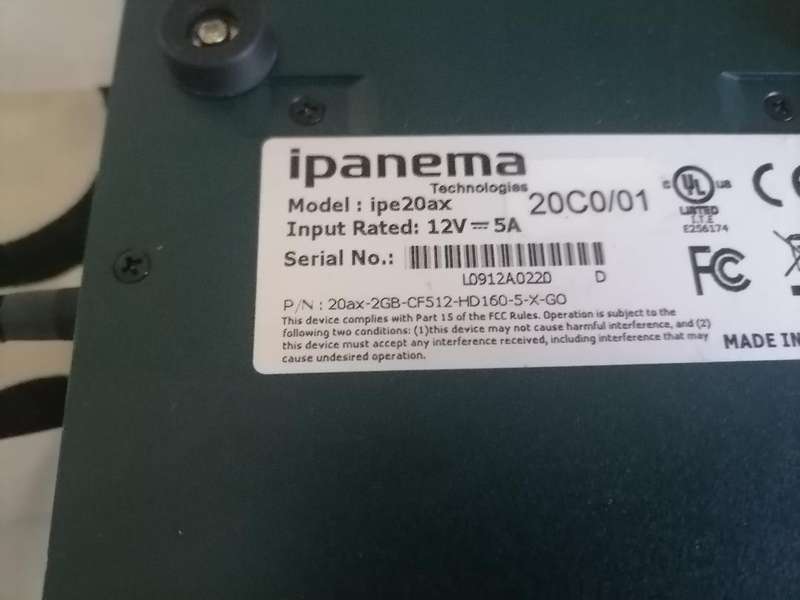 ipanema
Technologies
Model : ipe20ax
20C0/01
Input Rated: 12V⎓5A
Serial No.:
L0912A0220 D
P/N : 20ax-2GB-CF512-HD160-5-X-GO
This device complies with Part 15 of the FCC Rules. Operation is subject to the
following two conditions: (1)this device may not cause harmful interference, and (2)
this device must accept any interference received, including interference that may
cause undesired operation.
c UL us
LISTED
I.T.E
E256174
CE
FC
MADE IN